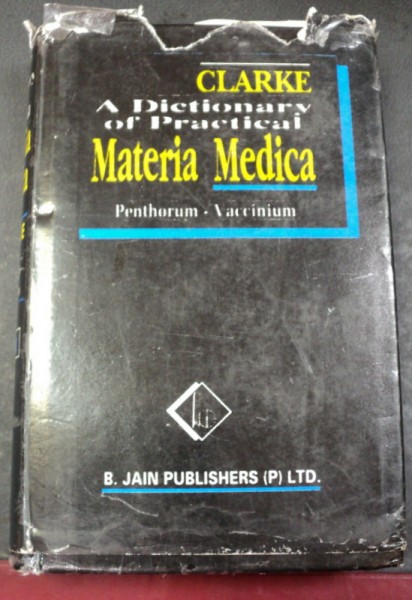 CLARKE
A Dictionary
of Practical
Materia Medica
Penthorum - Vaccinium
B. JAIN PUBLISHERS (P) LTD.